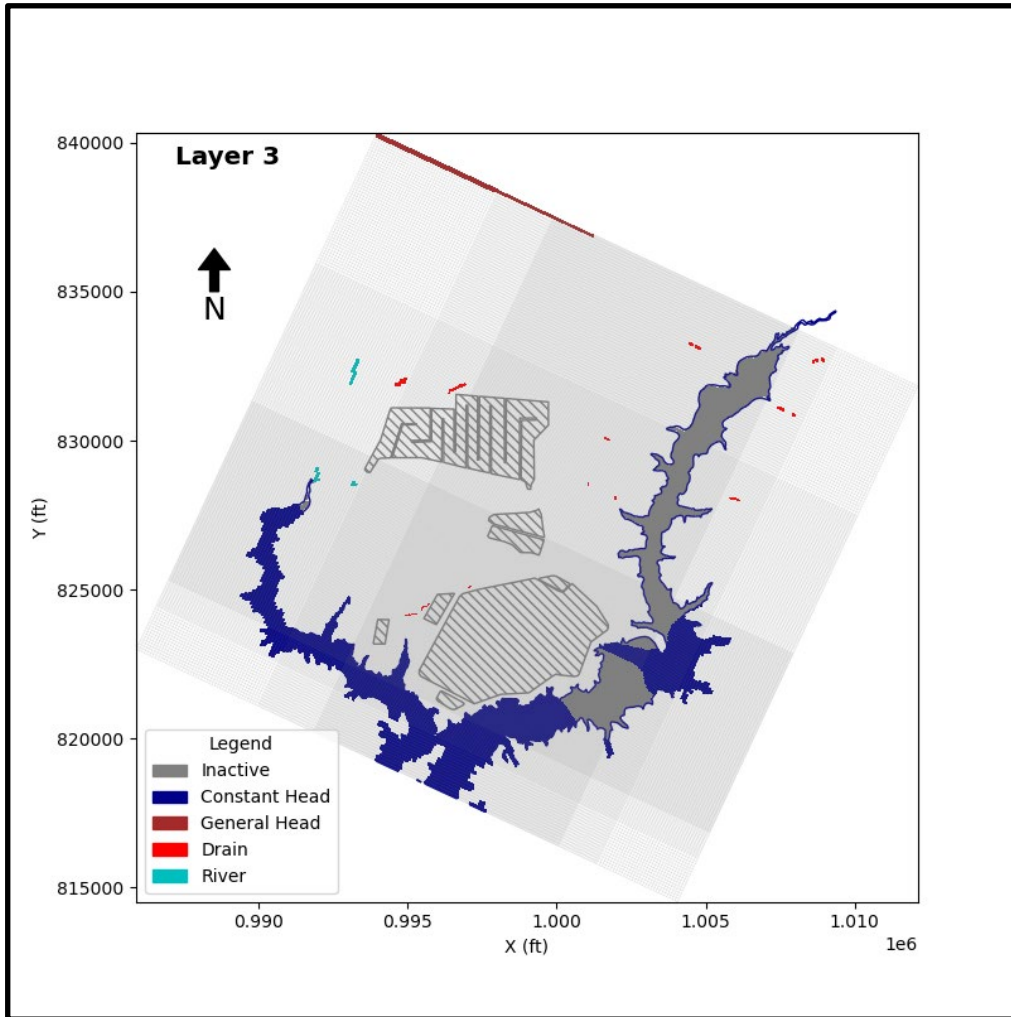 Layer 3
N
840000
835000
830000
825000
820000
815000
Y (ft)
Legend
Inactive
Constant Head
General Head
Drain
River
0.990
0.995
1.000
1.005
1.010
1e6
X (ft)